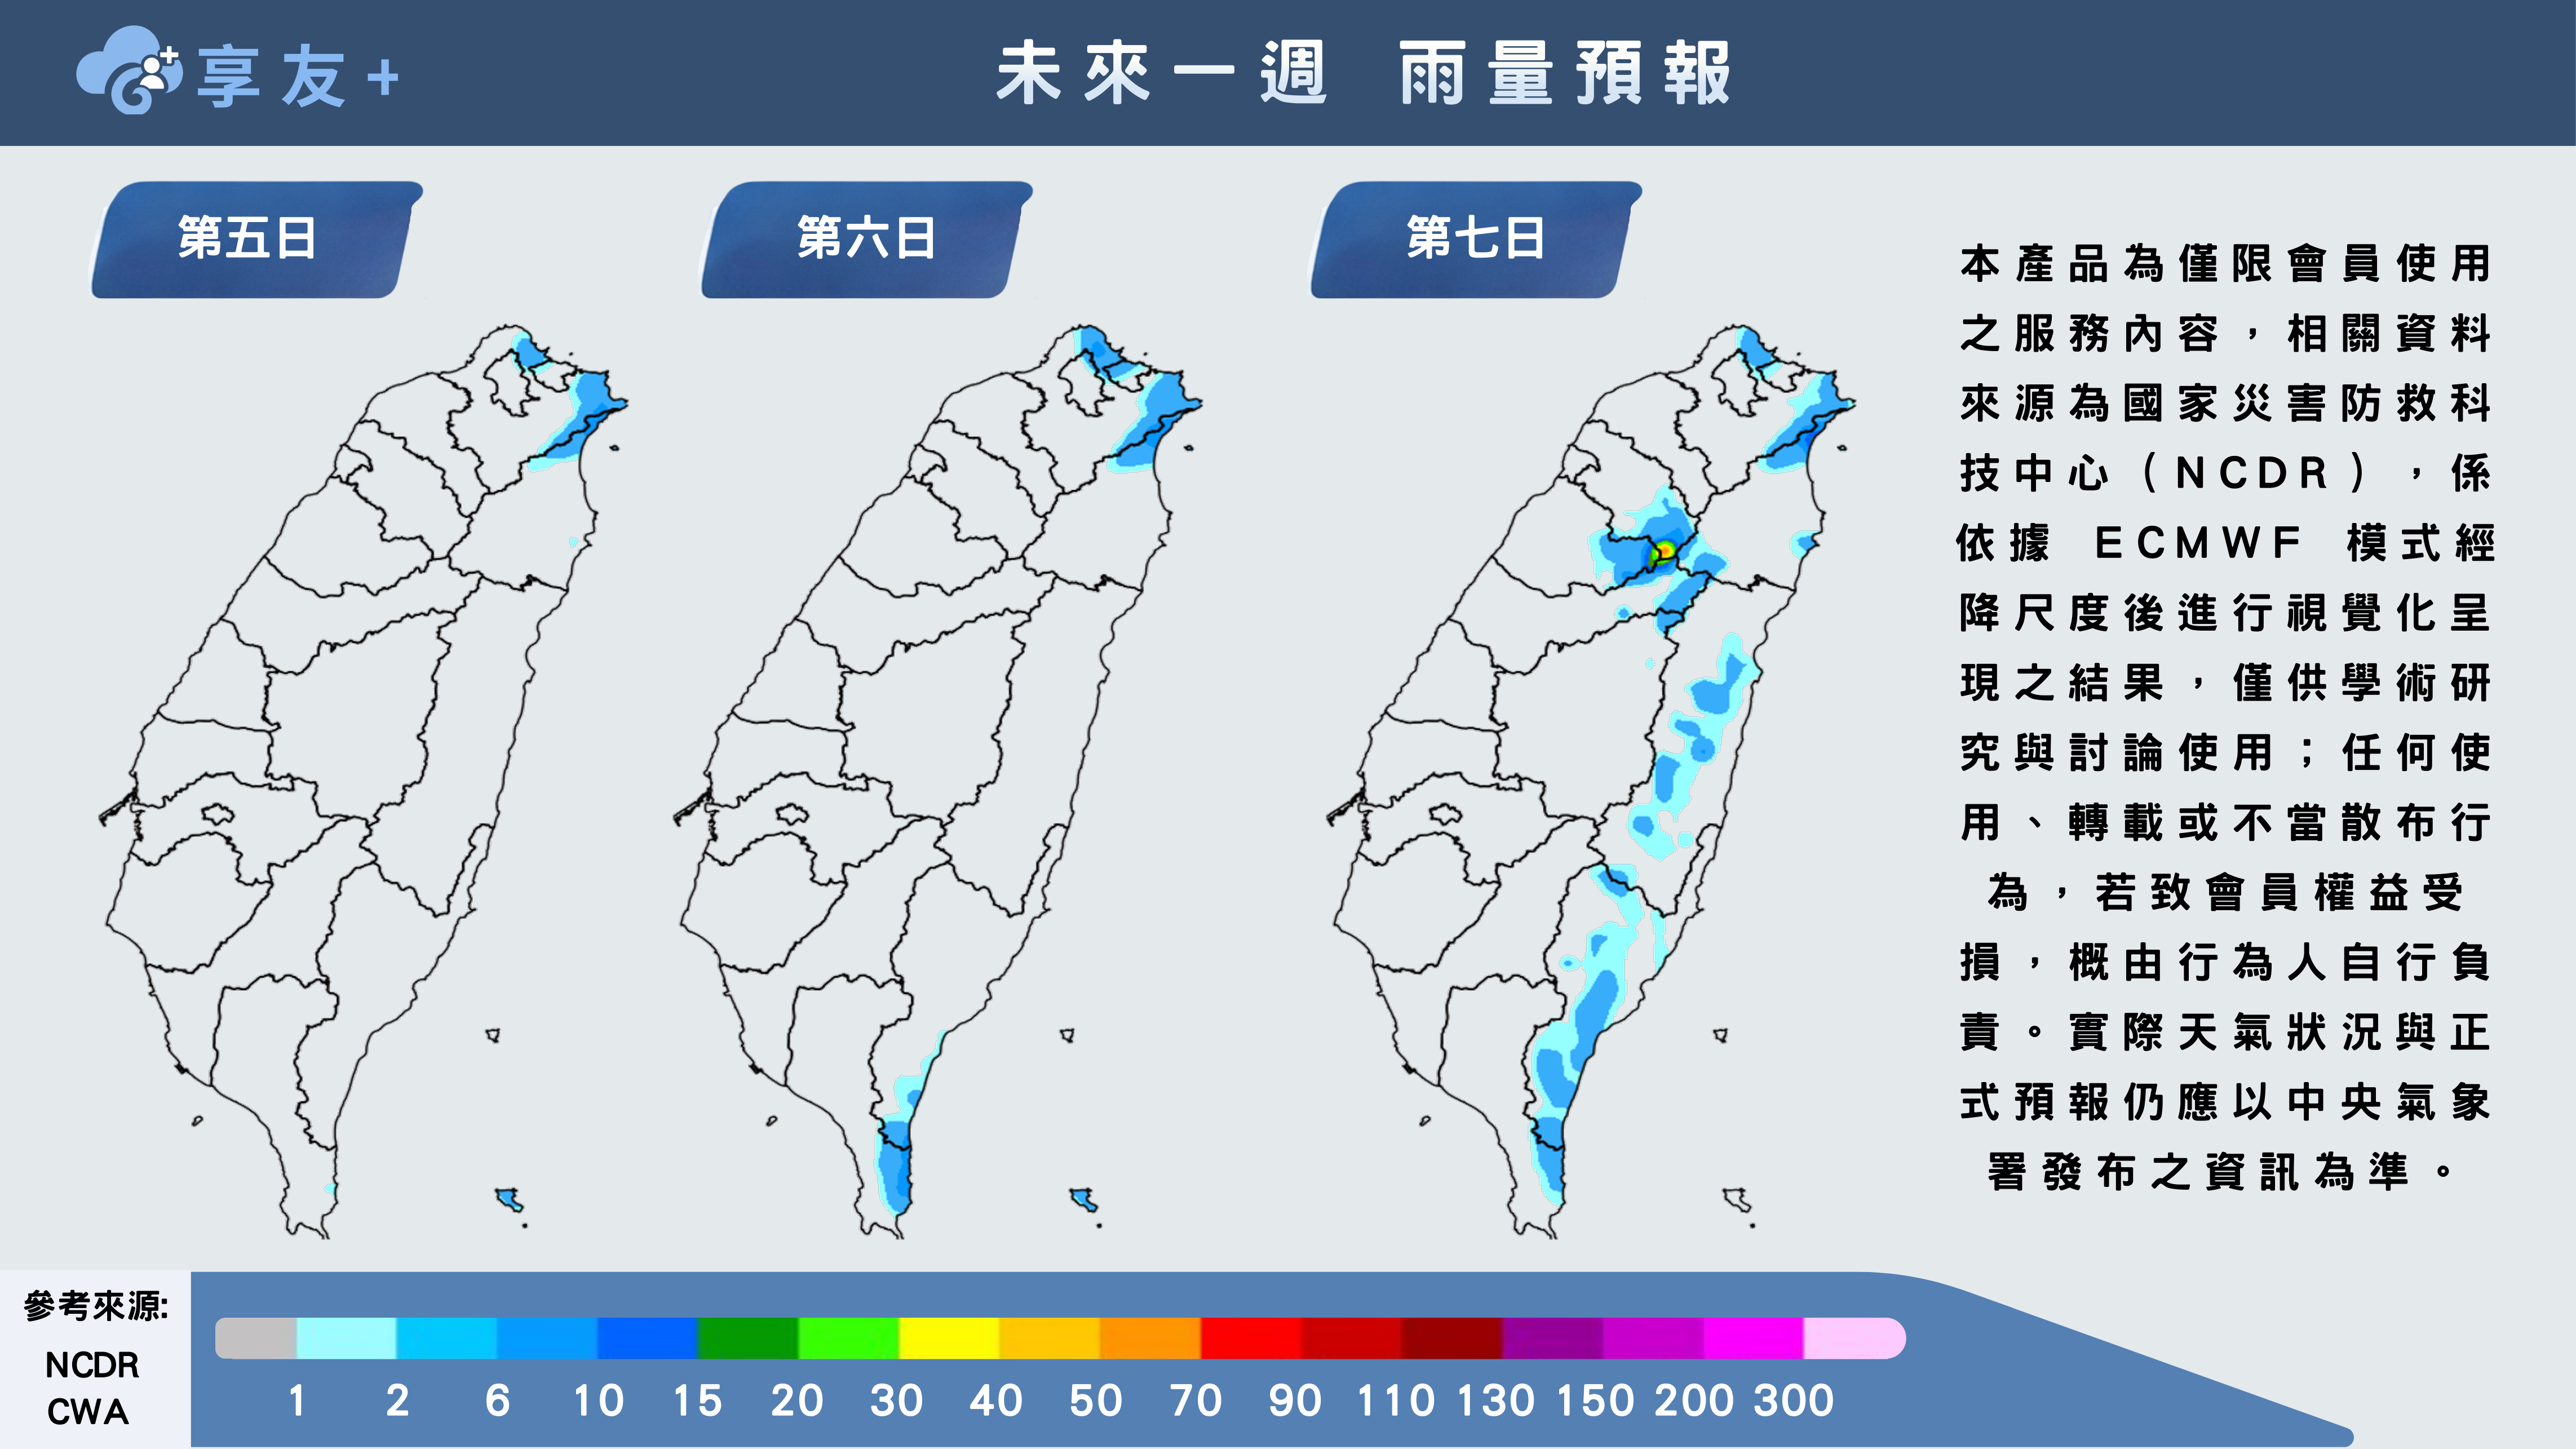 享友+
未來一週 雨量預報
第五日
第六日
第七日
本產品為僅限會員使用
之服務內容，相關資料
來源為國家災害防救科
技中心(NCDR)，係
依據 ECMWF 模式經
降尺度後進行視覺化呈
現之結果，僅供學術研
究與討論使用；任何使
用、轉載或不當散布行
為，若致會員權益受
損，概由行為人自行負
責。實際天氣狀況與正
式預報仍應以中央氣象
署發布之資訊為準。
參考來源:
NCDR
CWA
1 2 6 10 15 20 30 40 50 70 90 110 130 150 200 300